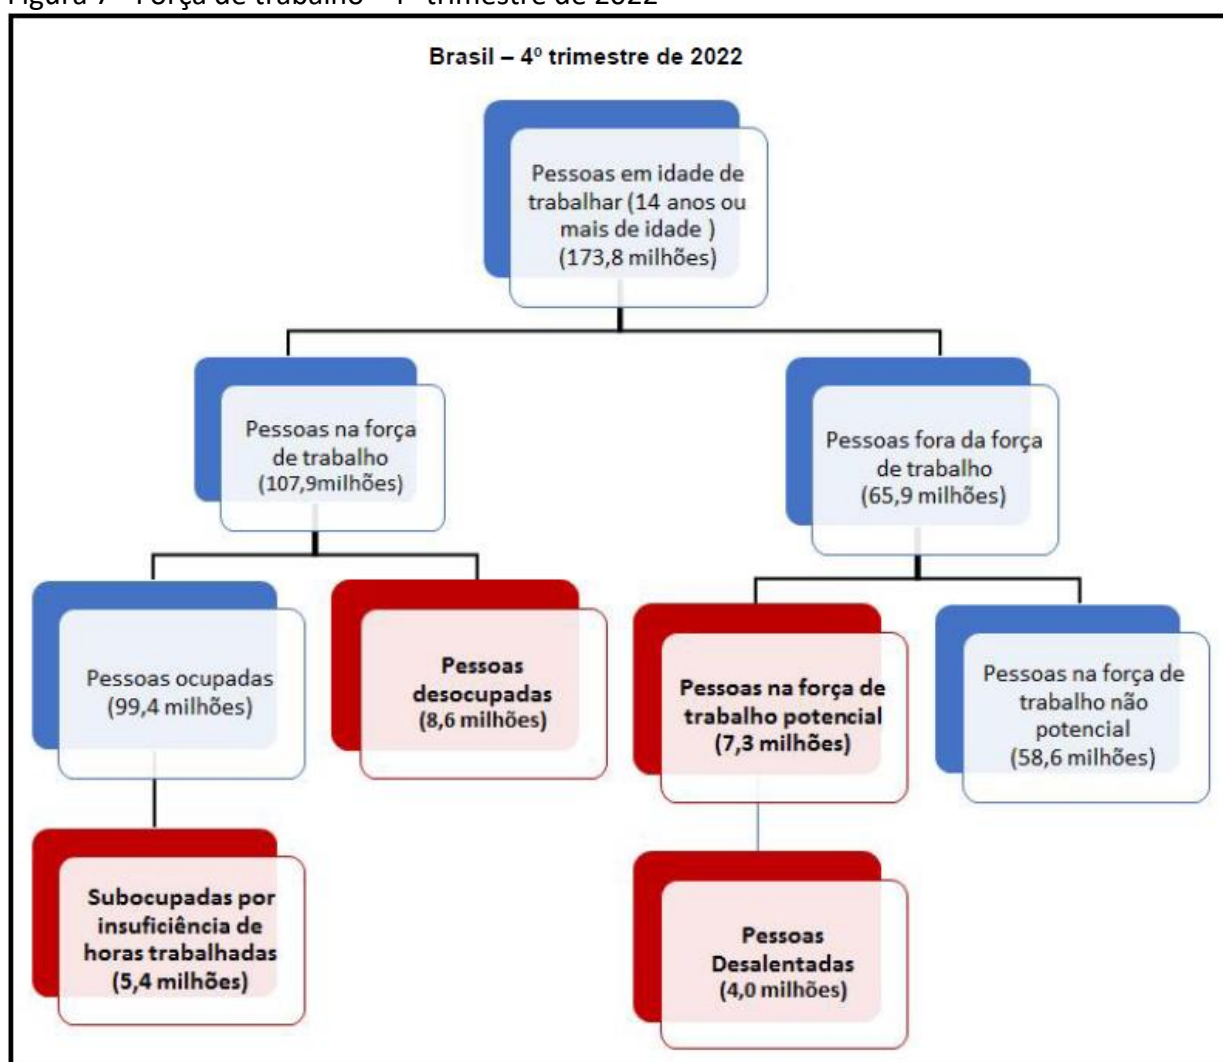 Brasil – 4º trimestre de 2022
Pessoas em idade de
trabalhar (14 anos ou
mais de idade )
(173,8 milhões)
Pessoas na força
de trabalho
(107,9milhões)
Pessoas fora da força
de trabalho
(65,9 milhões)
Pessoas ocupadas
(99,4 milhões)
Pessoas
desocupadas
(8,6 milhões)
Pessoas na força de
trabalho potencial
(7,3 milhões)
Pessoas na força de
trabalho não
potencial
(58,6 milhões)
Subocupadas por
insuficiência de
horas trabalhadas
(5,4 milhões)
Pessoas
Desalentadas
(4,0 milhões)